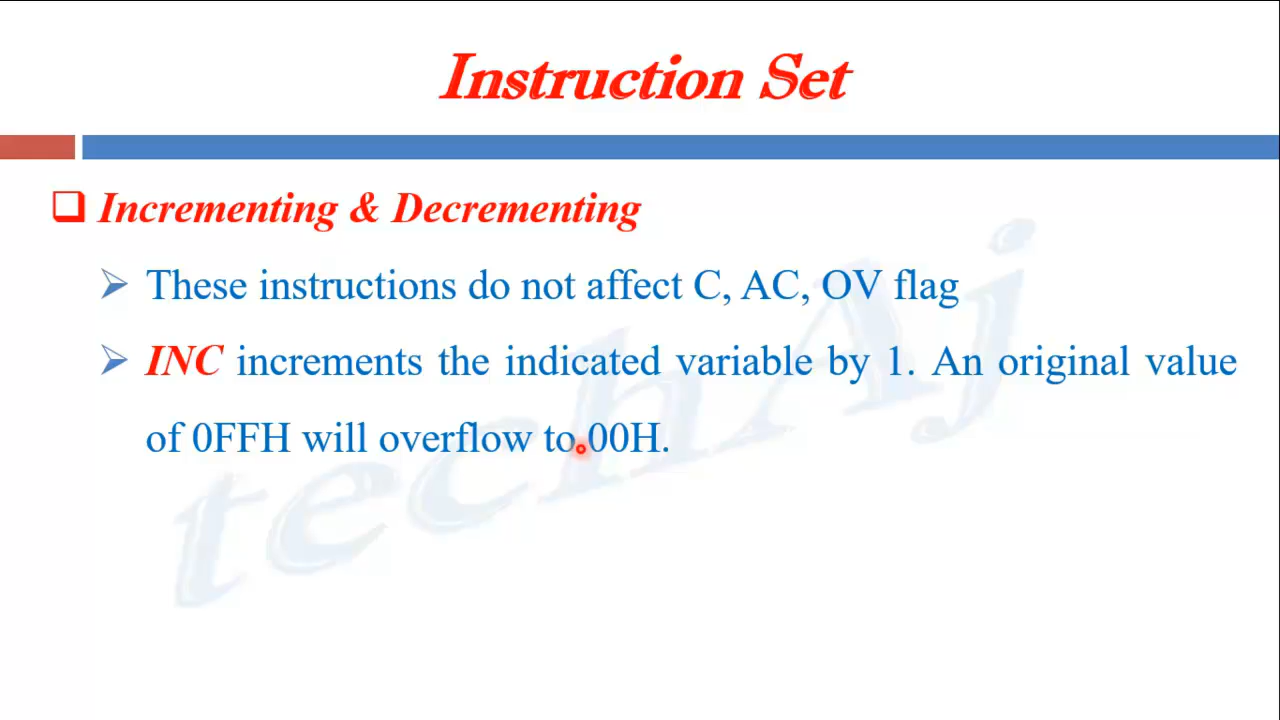 Instruction Set
Incrementing & Decrementing
These instructions do not affect C, AC, OV flag
INC increments the indicated variable by 1. An original value
of 0FFH will overflow to 00H.
techAj